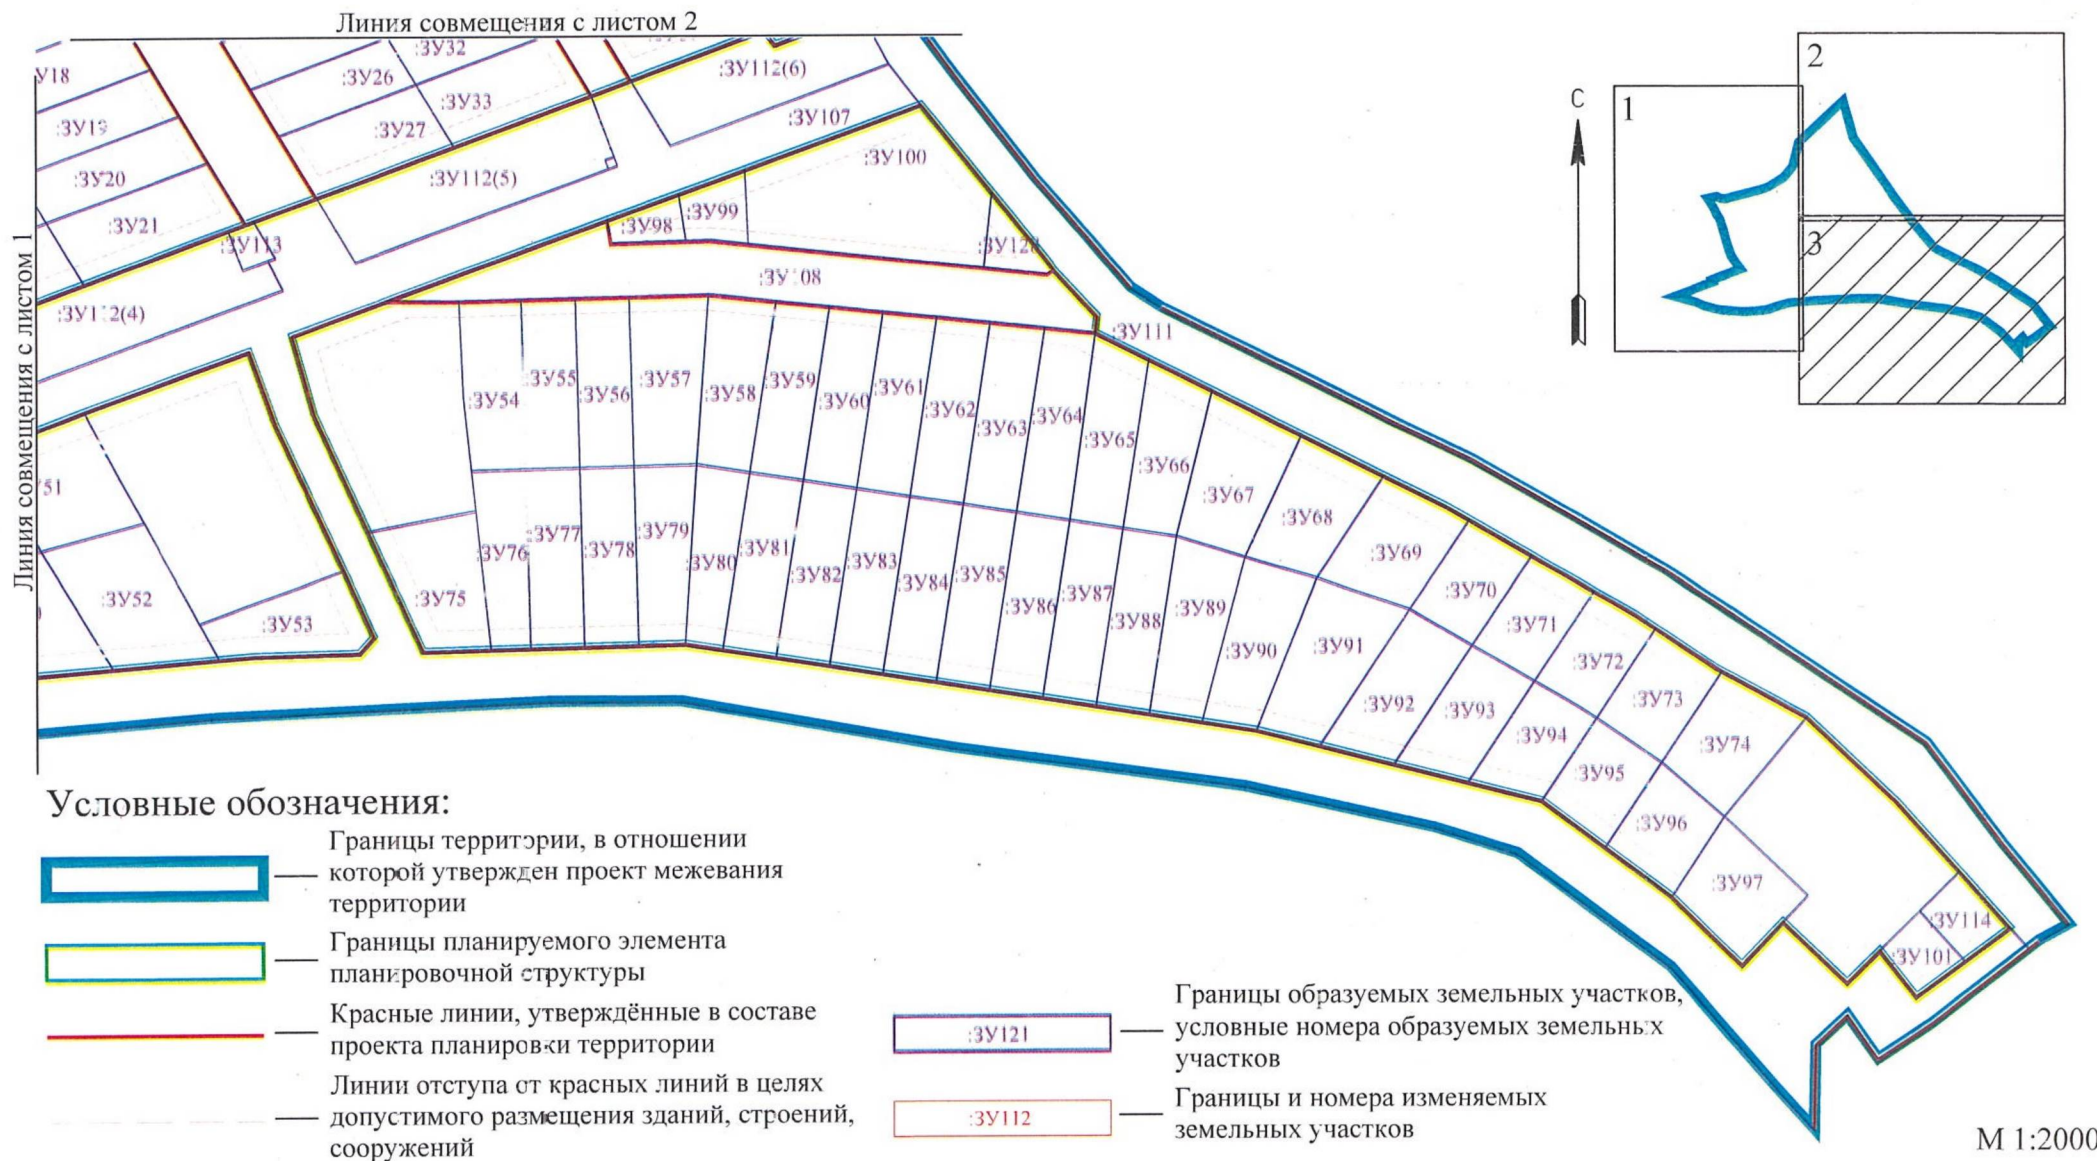 Линия совмещения с листом 2
Линия совмещения с листом 1
:ЗУ32
:ЗУ26
:ЗУ33
:ЗУ27
:ЗУ112(6)
:ЗУ107
У18
:ЗУ19
:ЗУ20
:ЗУ21
:ЗУ112(5)
:ЗУ100
:ЗУ98
:ЗУ99
:ЗУ113
:ЗУ108
:ЗУ112(4)
:ЗУ111
:ЗУ54
:ЗУ55
:ЗУ56
:ЗУ57
:ЗУ58
:ЗУ59
:ЗУ60
:ЗУ61
:ЗУ62
:ЗУ63
:ЗУ64
:ЗУ65
:ЗУ66
:ЗУ67
:ЗУ68
:ЗУ69
:ЗУ70
:ЗУ71
:ЗУ72
:ЗУ73
:ЗУ74
У51
:ЗУ52
:ЗУ53
:ЗУ75
:ЗУ76
:ЗУ77
:ЗУ78
:ЗУ79
:ЗУ80
:ЗУ81
:ЗУ82
:ЗУ83
:ЗУ84
:ЗУ85
:ЗУ86
:ЗУ87
:ЗУ88
:ЗУ89
:ЗУ90
:ЗУ91
:ЗУ92
:ЗУ93
:ЗУ94
:ЗУ95
:ЗУ96
:ЗУ97
:ЗУ114
:ЗУ101
С
1
2
3
Условные обозначения:
Границы территории, в отношении
которой утвержден проект межевания
территории
Границы планируемого элемента
планировочной структуры
Красные линии, утверждённые в составе
проекта планировки территории
Линии отступа от красных линий в целях
допустимого размещения зданий, строений,
сооружений
:ЗУ121
Границы образуемых земельных участков,
условные номера образуемых земельных
участков
:ЗУ112
Границы и номера изменяемых
земельных участков
М 1:2000